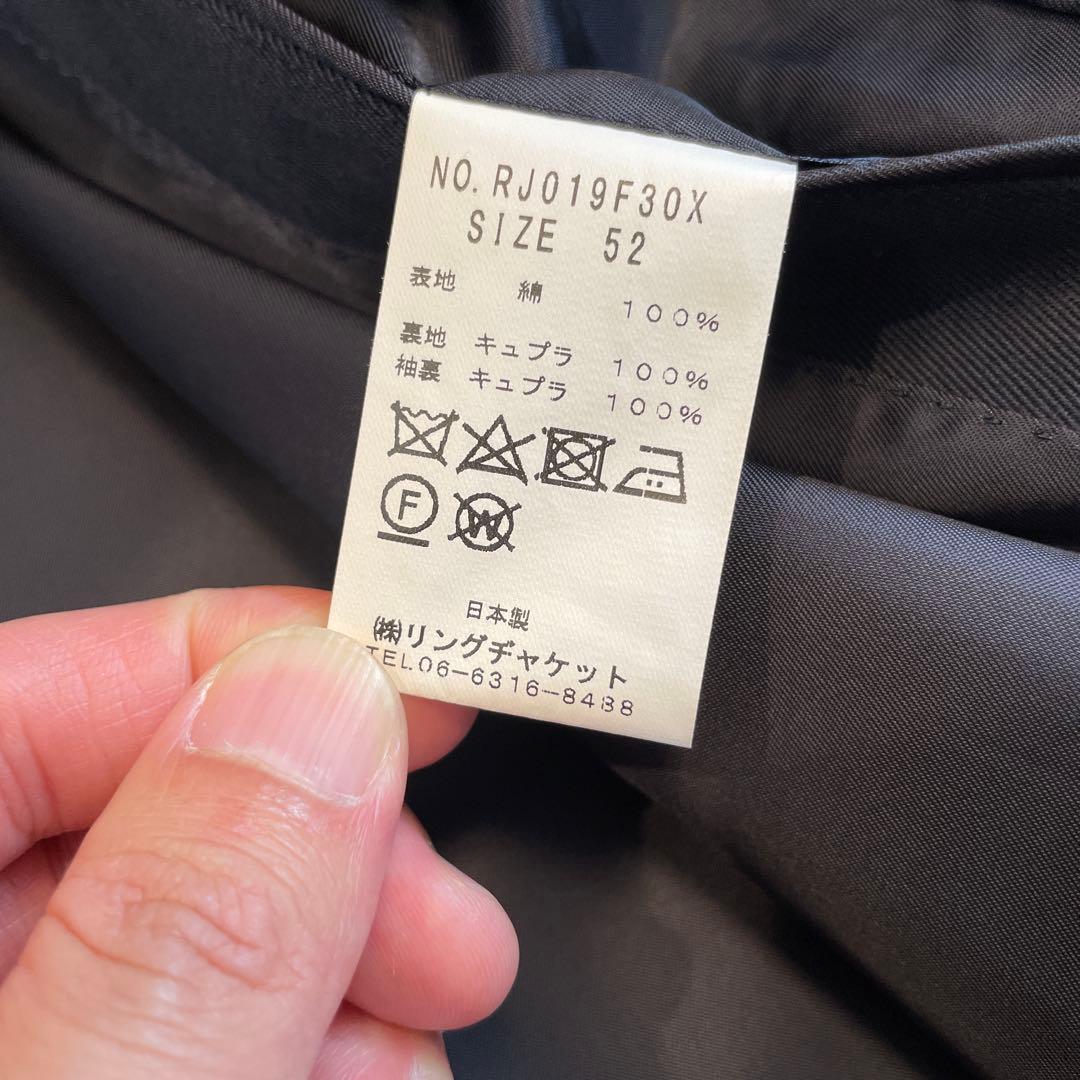 NO. RJ019F30X
SIZE 52
表地 綿 100%
裏地 キュプラ 100%
袖裏 キュプラ 100%
F
W
日本製
㈱リングヂャケット
TEL.06-6316-8488